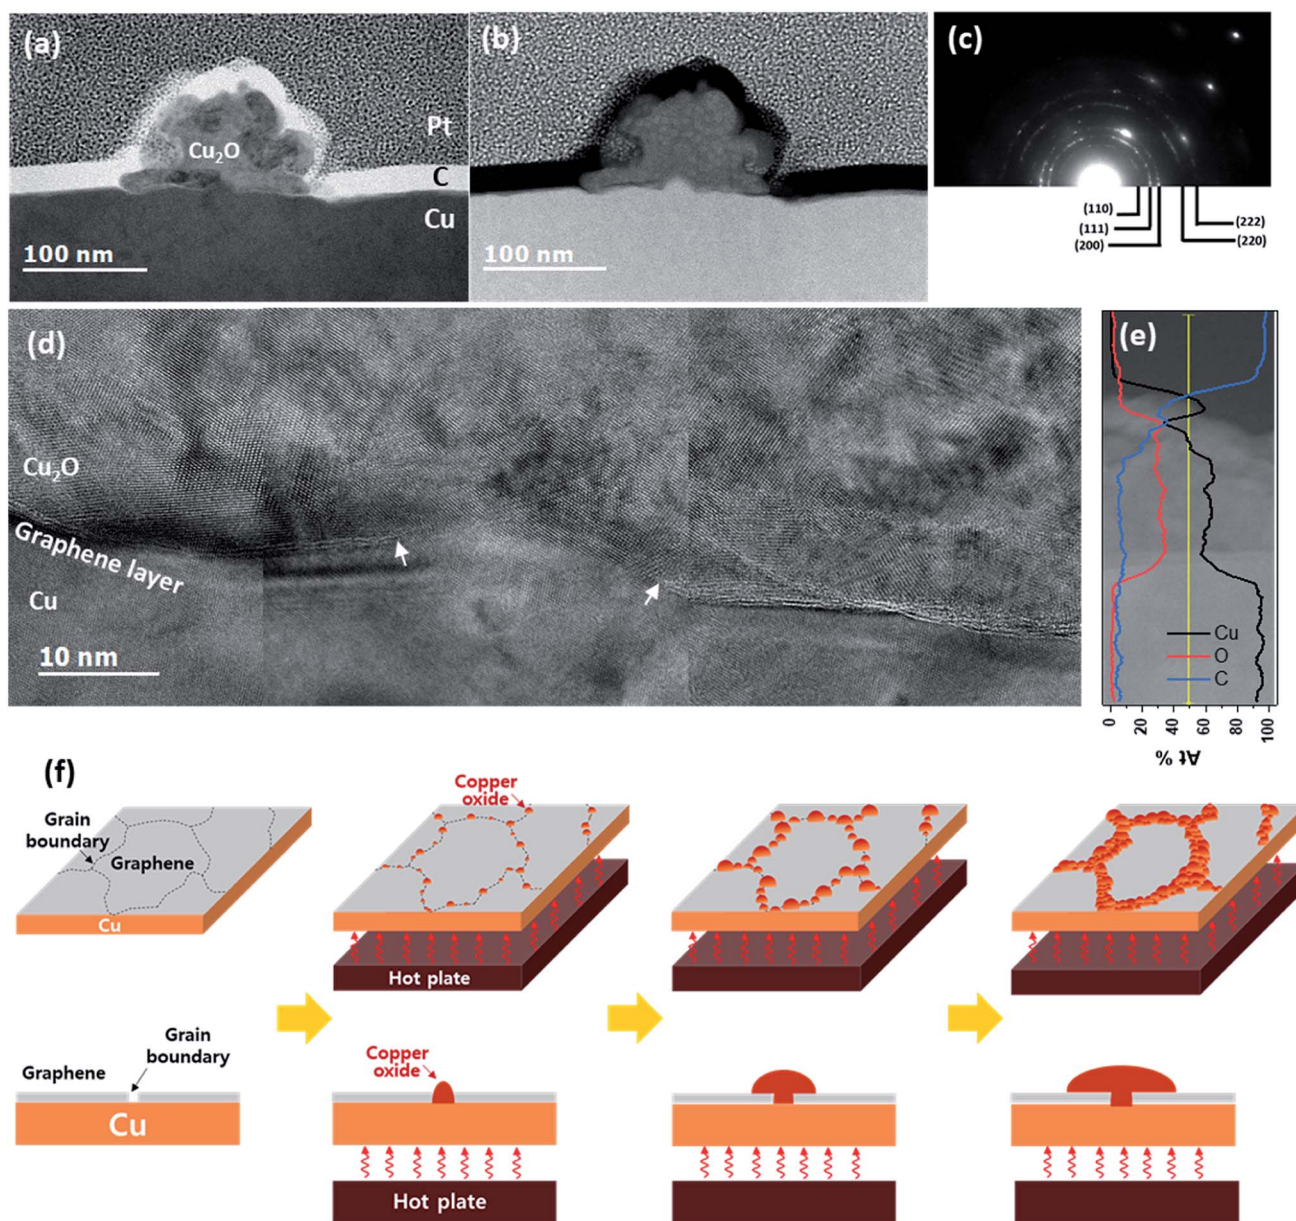 (a)
Pt
Cu₂O
C
Cu
100 nm
(b)
100 nm
(c)
(110)
(111)
(200)
(222)
(220)
(d)
Cu₂O
Graphene layer
Cu
10 nm
(e)
Cu
O
C
0
20
40
60
80
100
At %
(f)
Grain
boundary
Graphene
Cu
Copper
oxide
Hot plate
Graphene
Grain
boundary
Cu
Copper
oxide
Hot plate